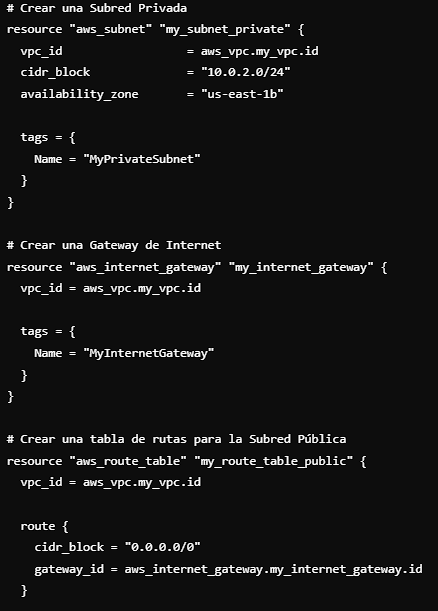 # Crear una Subred Privada
resource "aws_subnet" "my_subnet_private" {
  vpc_id                  = aws_vpc.my_vpc.id
  cidr_block              = "10.0.2.0/24"
  availability_zone       = "us-east-1b"

  tags = {
    Name = "MyPrivateSubnet"
  }
}

# Crear una Gateway de Internet
resource "aws_internet_gateway" "my_internet_gateway" {
  vpc_id = aws_vpc.my_vpc.id

  tags = {
    Name = "MyInternetGateway"
  }
}

# Crear una tabla de rutas para la Subred Pública
resource "aws_route_table" "my_route_table_public" {
  vpc_id = aws_vpc.my_vpc.id

  route {
    cidr_block = "0.0.0.0/0"
    gateway_id = aws_internet_gateway.my_internet_gateway.id
  }